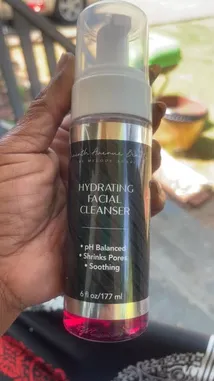 HYDRATING
FACIAL
CLEANSER
• pH Balanced
• Shrinks Pores
• Soothing
6 fl oz/177 ml